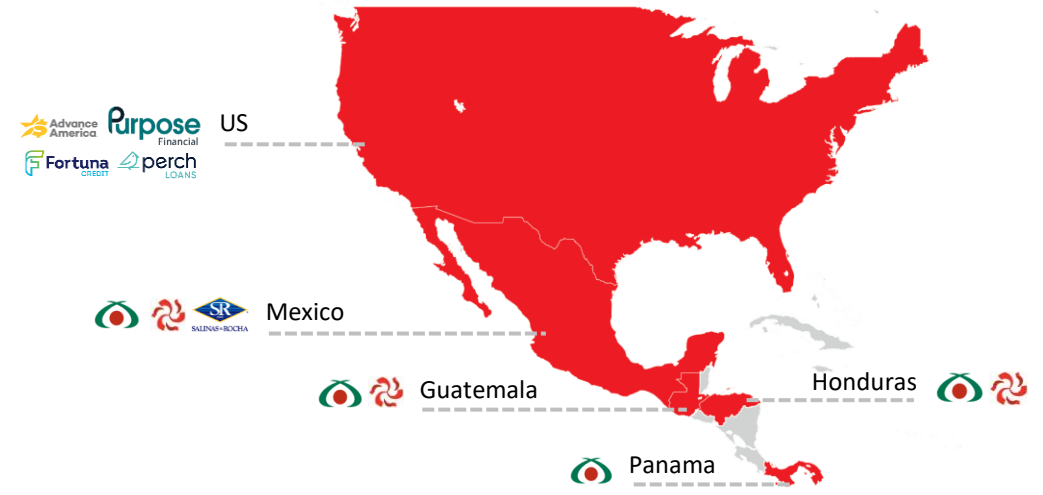 Advance
America
Purpose
Financial
US
Fortuna
CREDIT
perch
LOANS
SR
SALINAS Y ROCHA
Mexico
Guatemala
Honduras
Panama